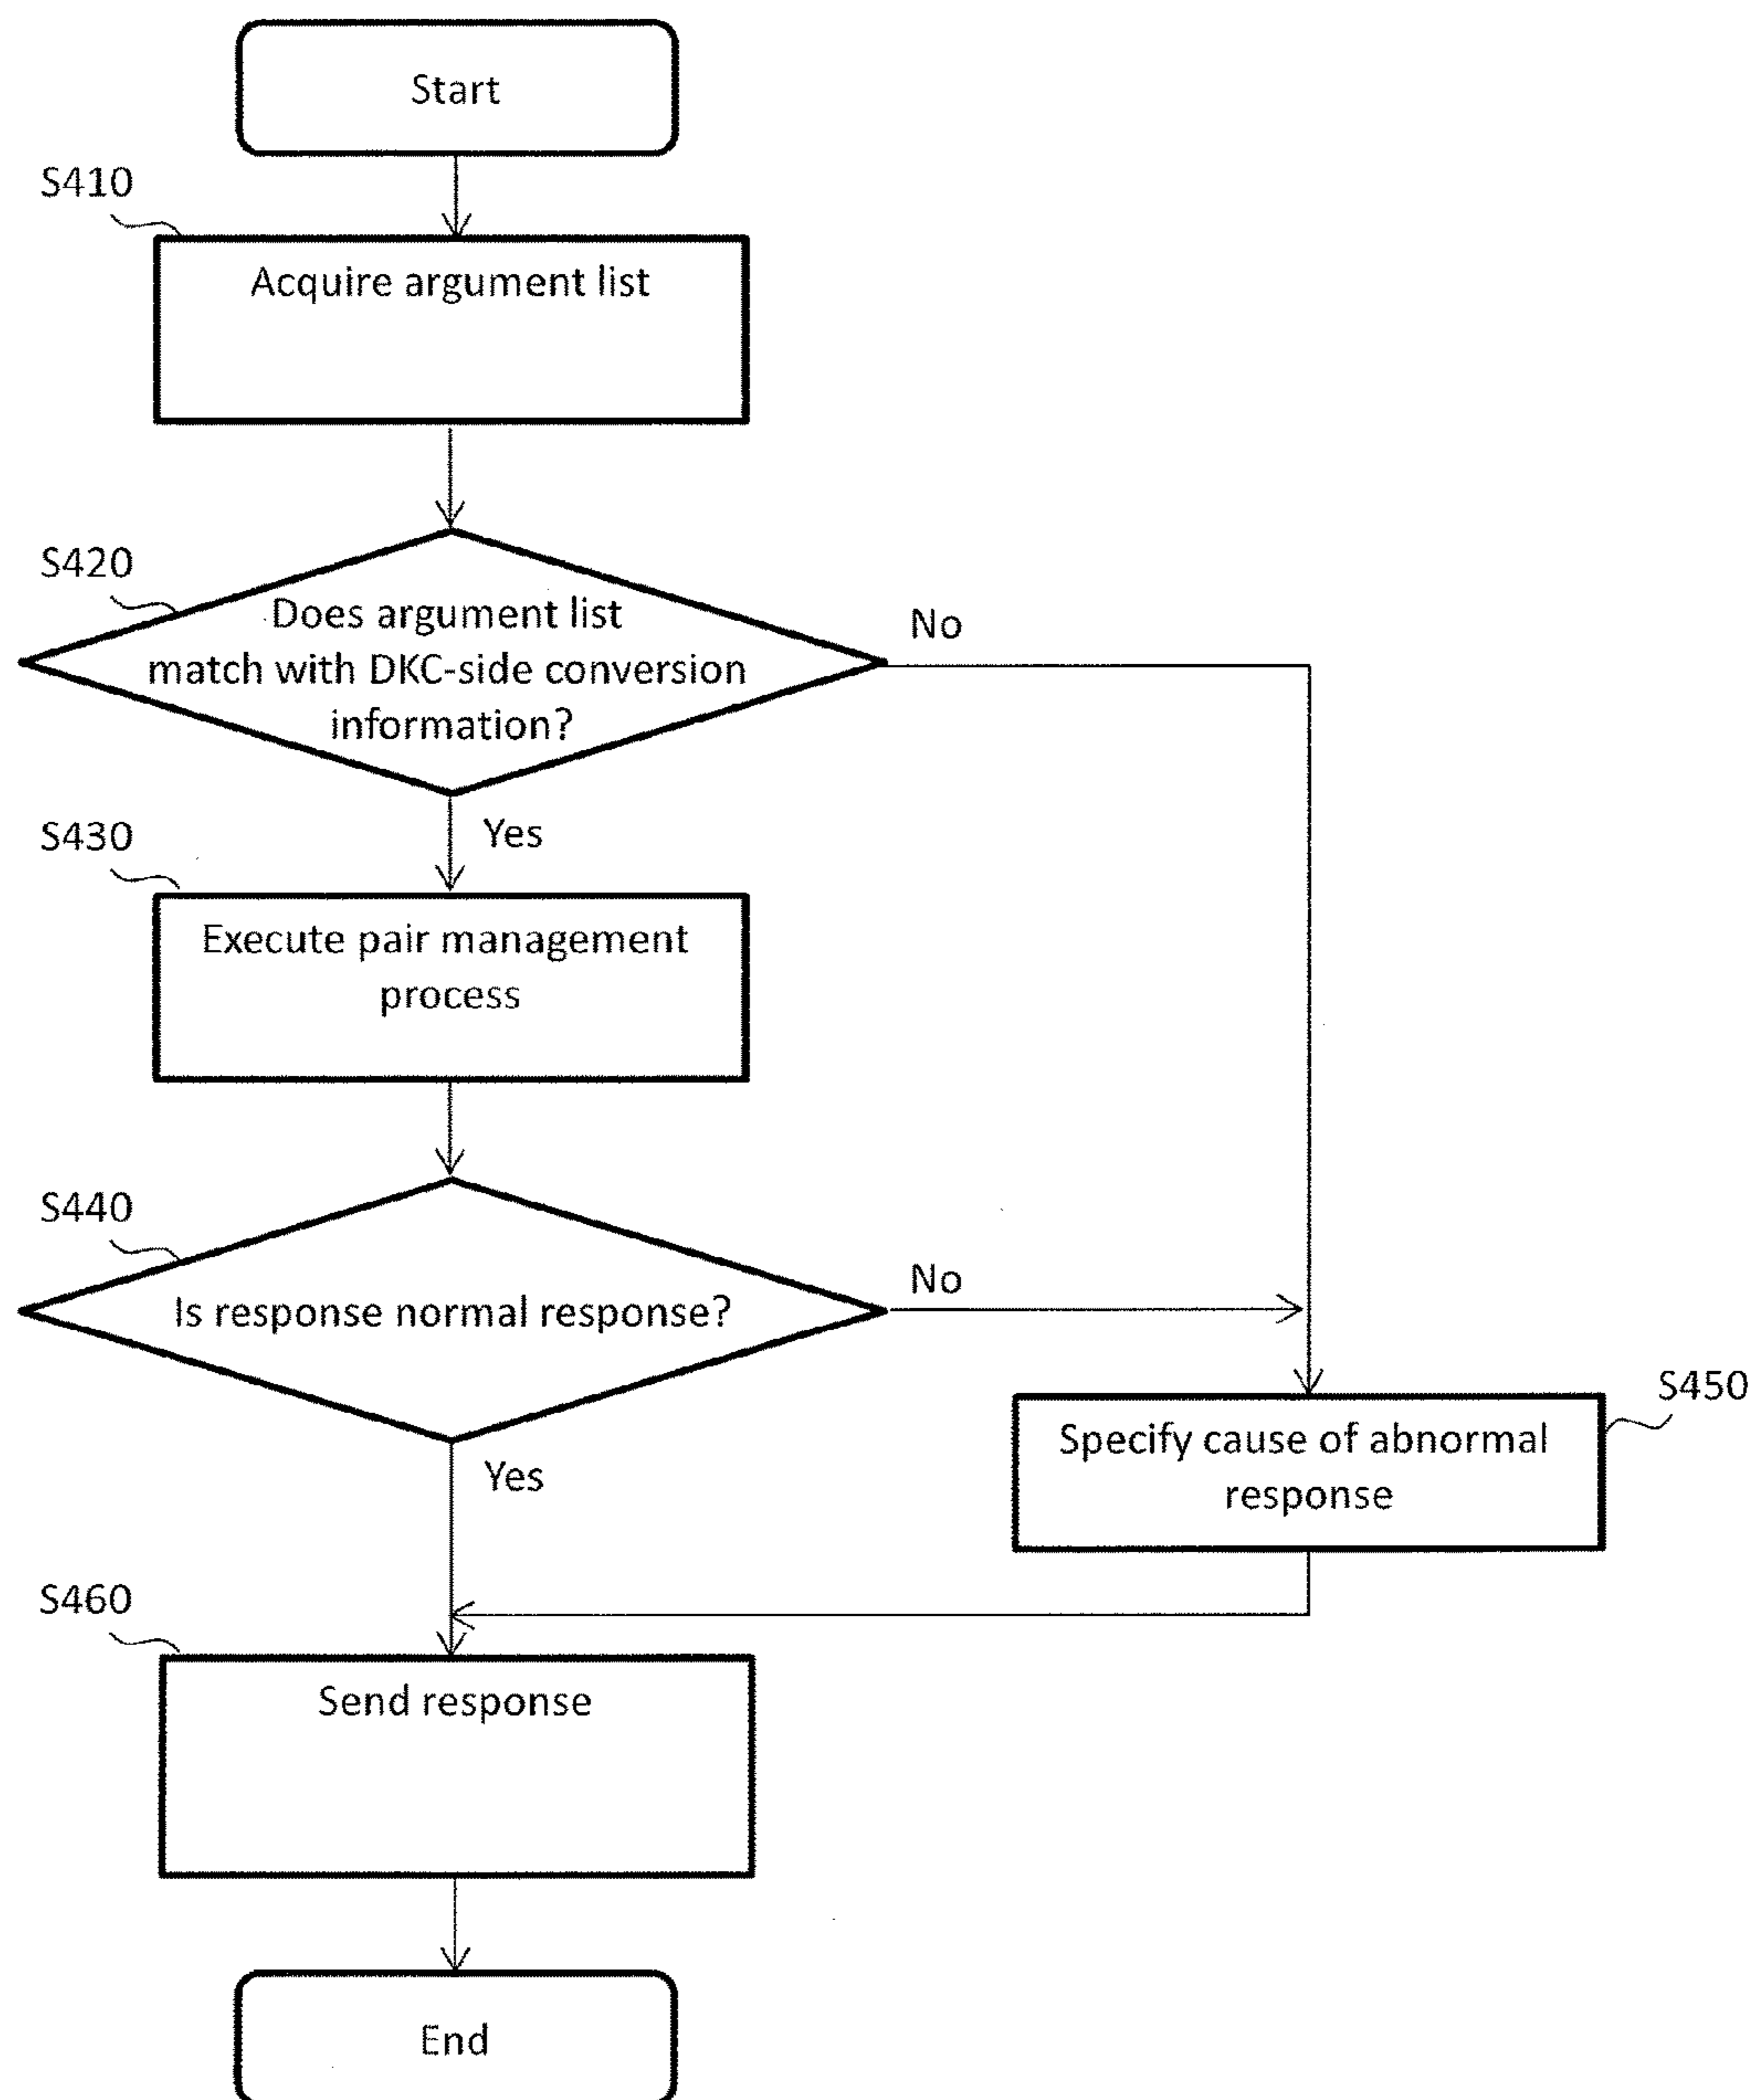 Start
S410
Acquire argument list
S420
Does argument list
match with DKC-side conversion
information?
No
Yes
S430
Execute pair management
process
S440
Is response normal response?
No
Yes
S450
Specify cause of abnormal
response
S460
Send response
End